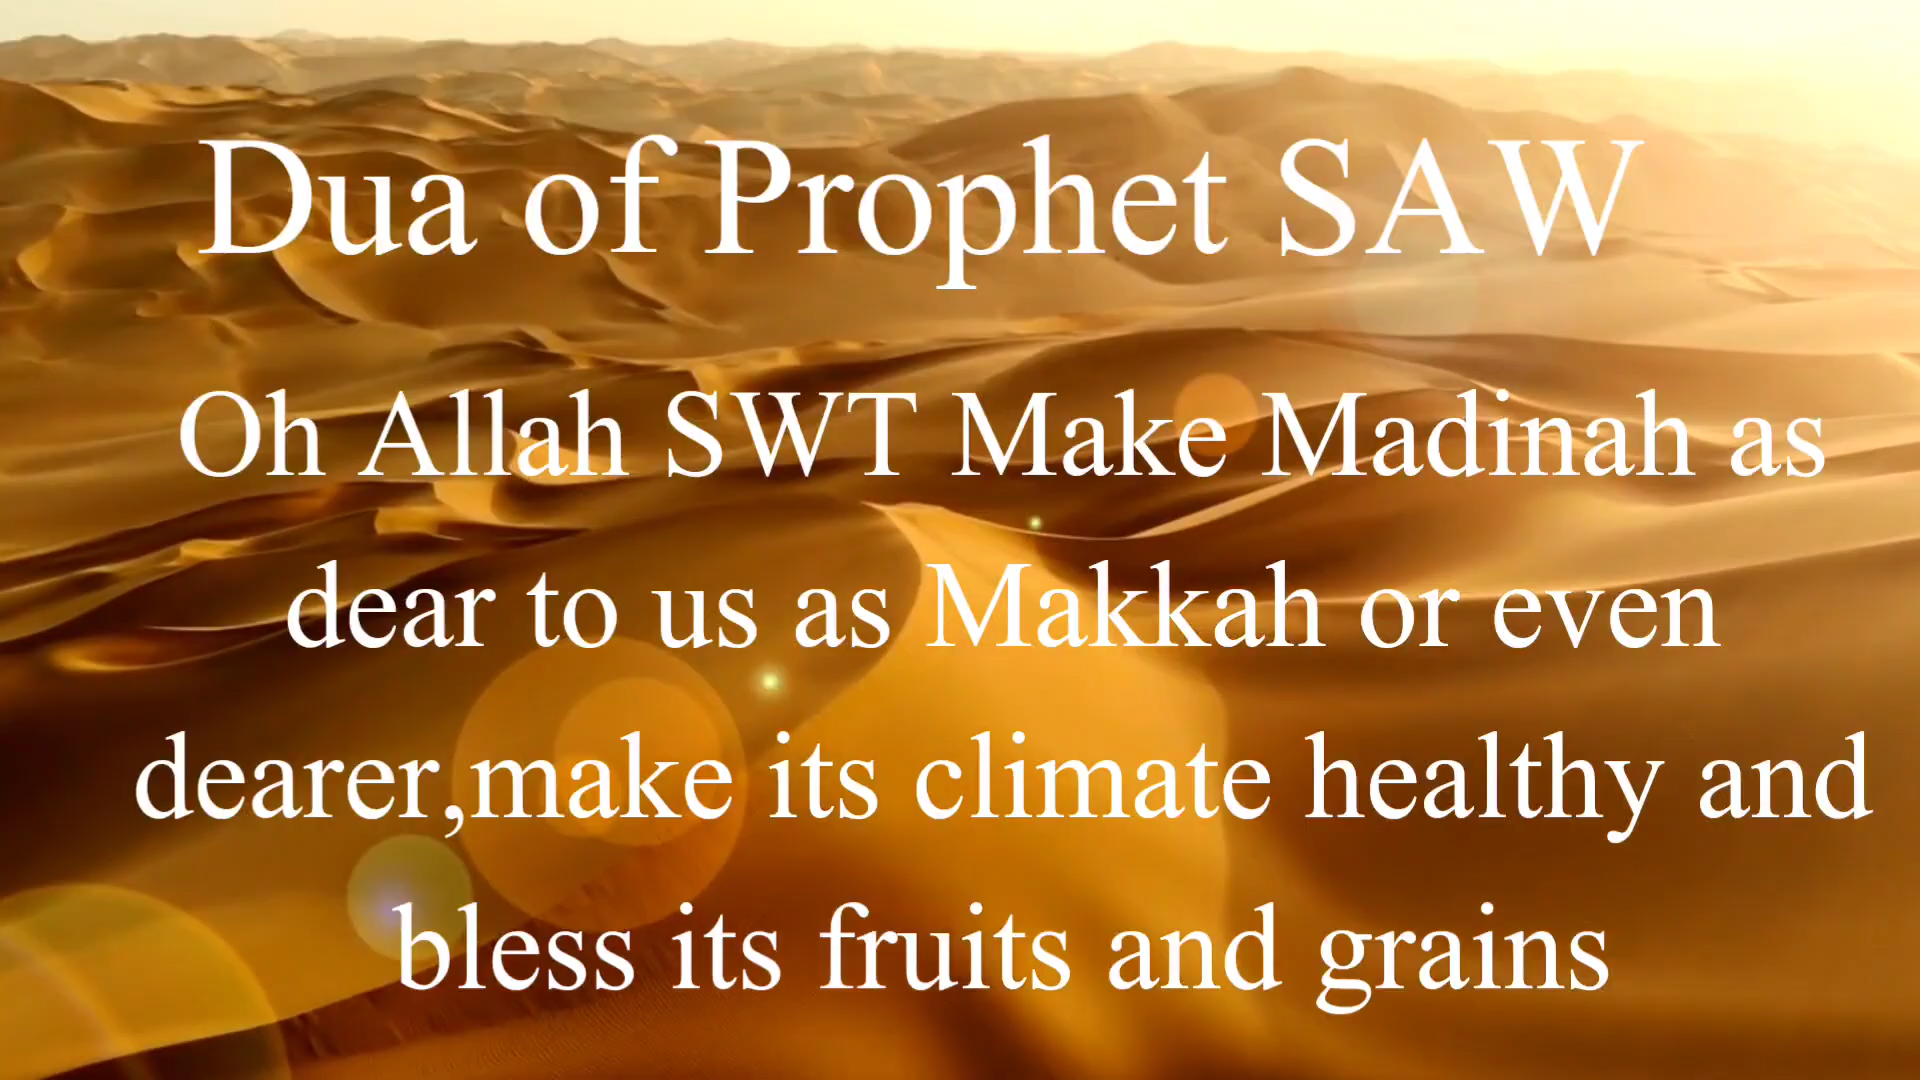 Dua of Prophet SAW
Oh Allah SWT Make Madinah as
dear to us as Makkah or even
dearer,make its climate healthy and
bless its fruits and grains